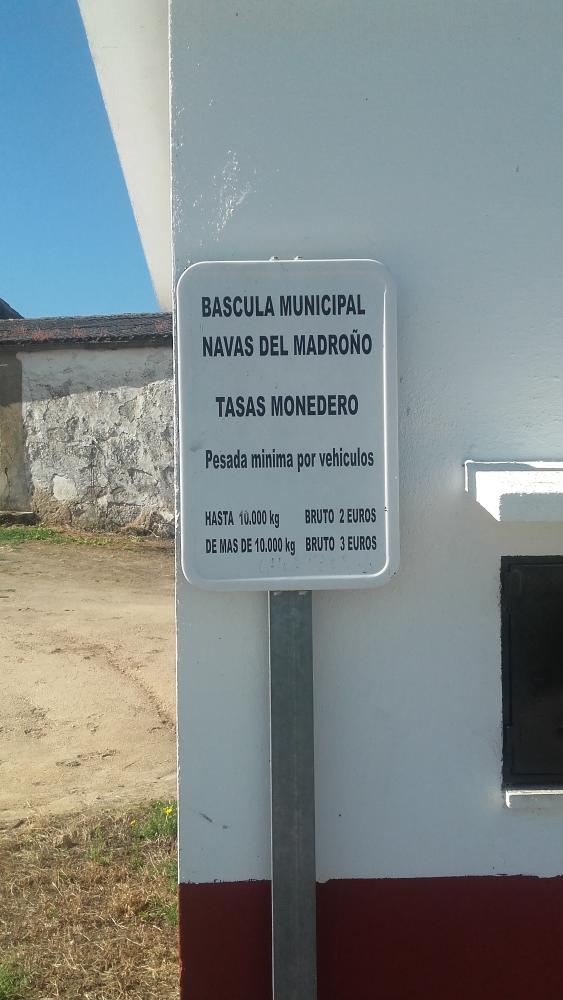 BASCULA MUNICIPAL
NAVAS DEL MADROÑO
TASAS MONEDERO
Pesada minima por vehiculos
HASTA 10.000 kg BRUTO 2 EUROS
DE MAS DE 10.000 kg BRUTO 3 EUROS